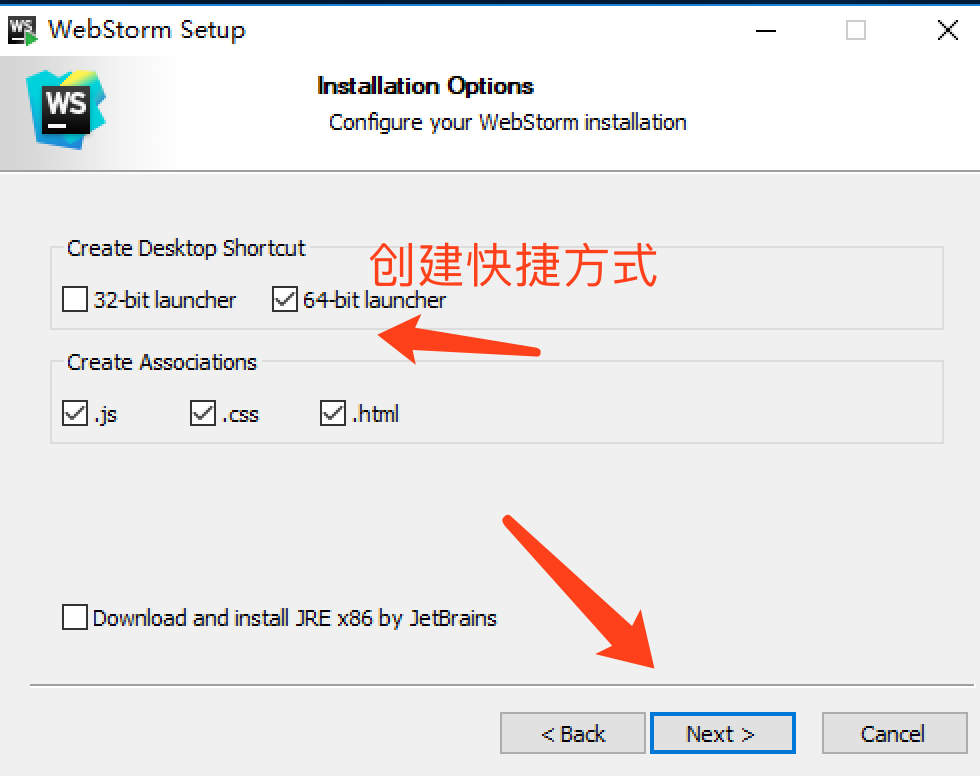 WS
WebStorm Setup
WS
Installation Options
Configure your WebStorm installation
Create Desktop Shortcut
创建快捷方式
32-bit launcher
64-bit launcher
Create Associations
.js
.css
.html
Download and install JRE x86 by JetBrains
< Back
Next >
Cancel